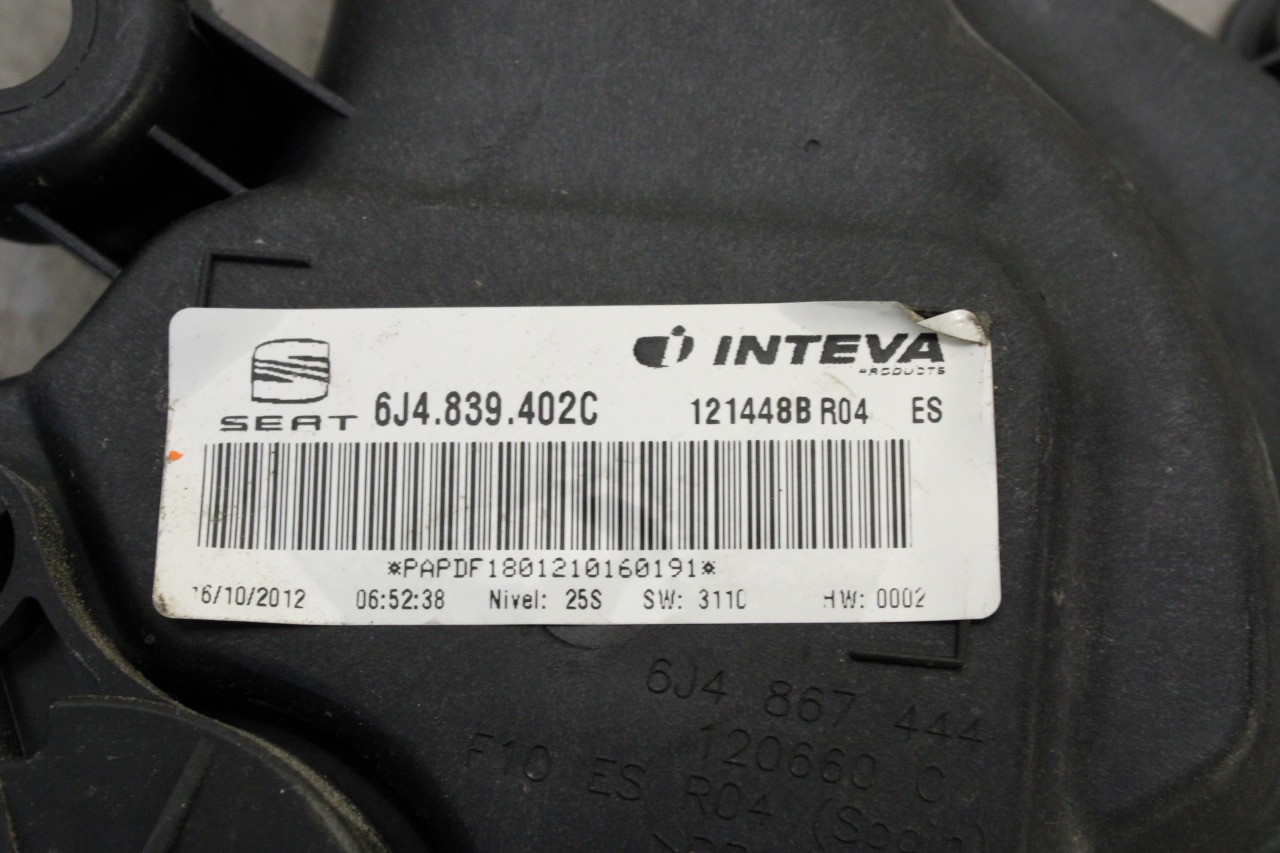 INTEVA
PRODUCTS
SEAT 6J4.839.402C 121448B R04 ES
*PAPDF1801210160191*
16/10/2012 06:52:38 Nivel: 25S SW: 3110 HW: 0002
6J4 867 444
120660 C
F10 ES R04 (Spain)